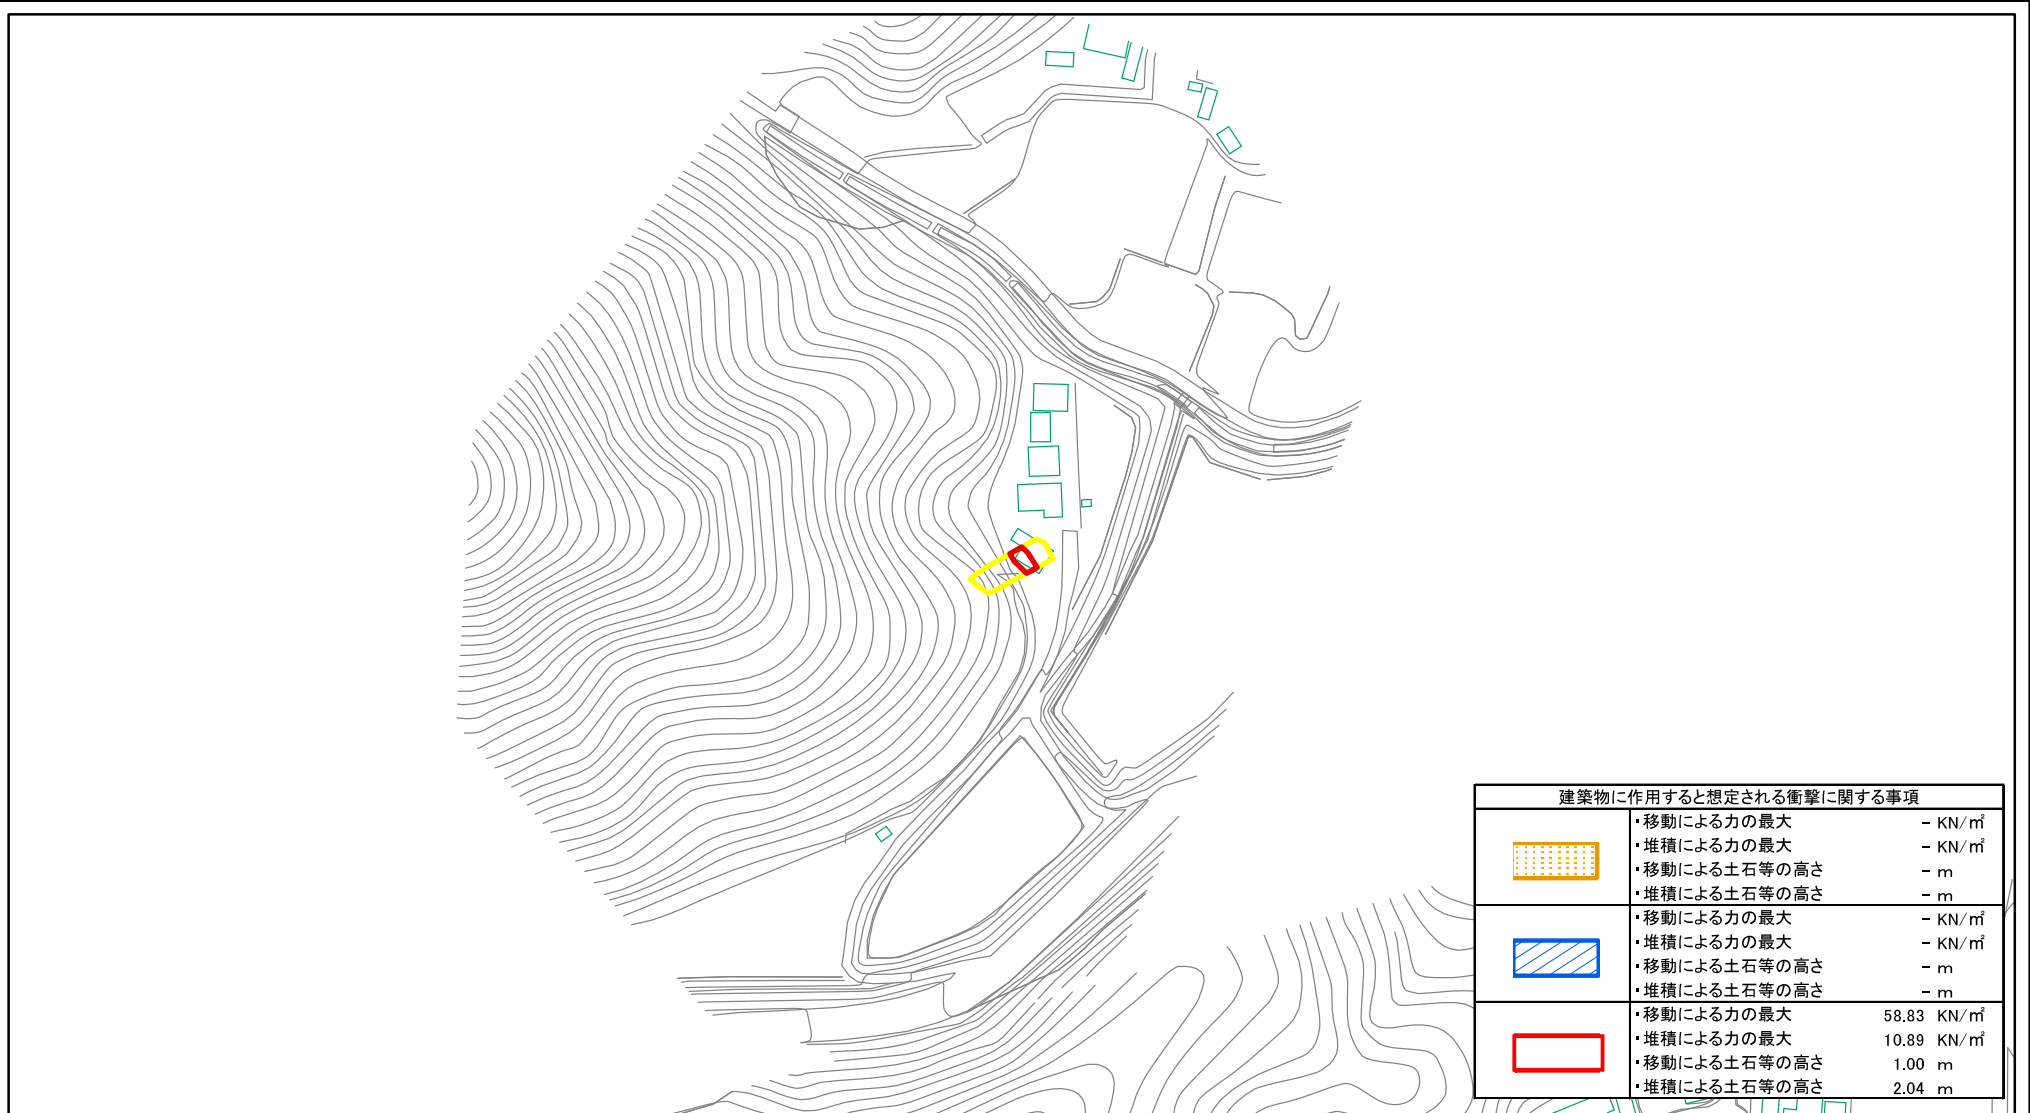 建築物に作用すると想定される衝撃に関する事項
・移動による力の最大 － KN/㎡
・堆積による力の最大 － KN/㎡
・移動による土石等の高さ － m
・堆積による土石等の高さ － m
・移動による力の最大 － KN/㎡
・堆積による力の最大 － KN/㎡
・移動による土石等の高さ － m
・堆積による土石等の高さ － m
・移動による力の最大 58.83 KN/㎡
・堆積による力の最大 10.89 KN/㎡
・移動による土石等の高さ 1.00 m
・堆積による土石等の高さ 2.04 m